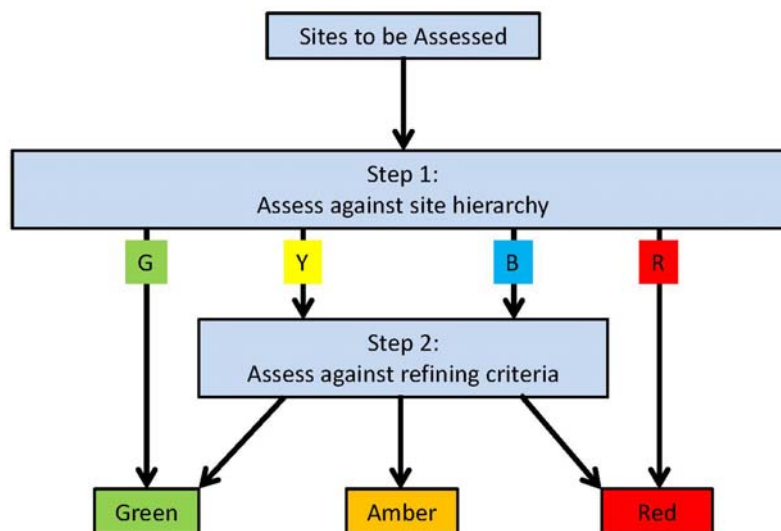 Sites to be Assessed
Step 1:
Assess against site hierarchy
G
Y
B
R
Step 2:
Assess against refining criteria
Green
Amber
Red